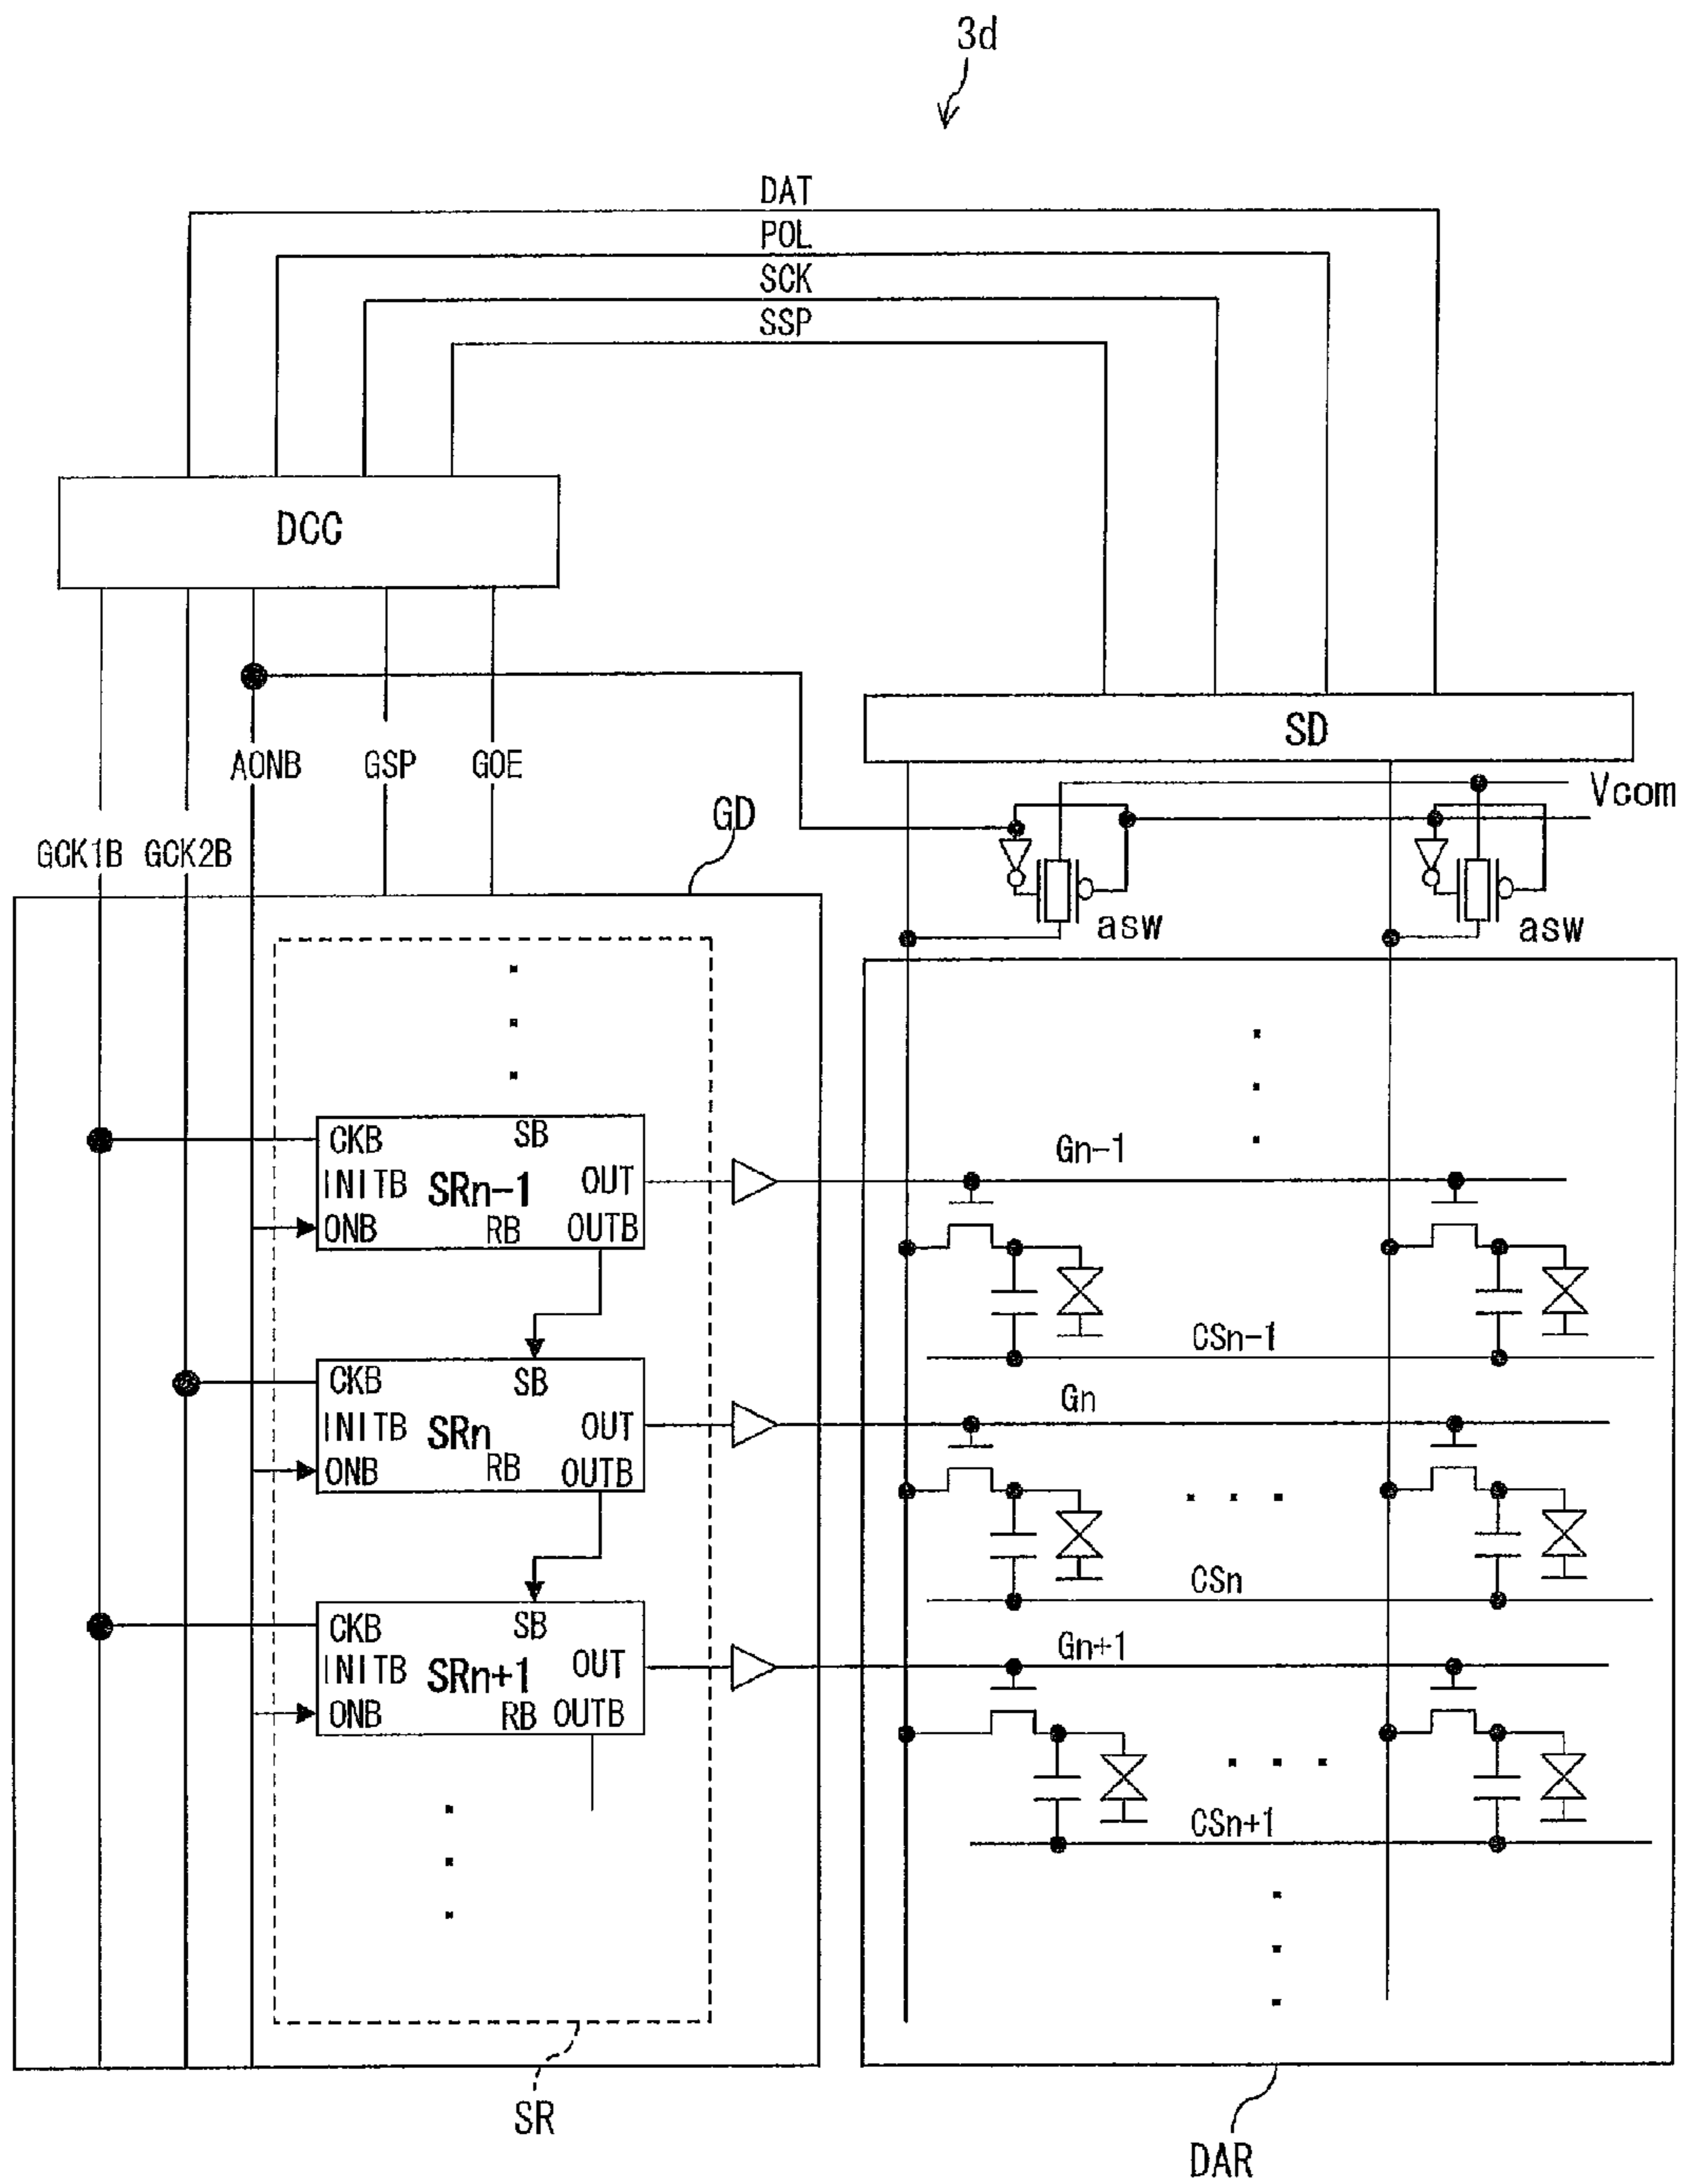 3d
DAT
POL
SCK
SSP
DCC
SD
AONB GSP GOE
Vcom
GD
GCK1B GCK2B
asw asw
CKB SB
INITB SRn-1 OUT
ONB RB OUTB
Gn-1
CSn-1
CKB SB
INITB SRn OUT
ONB RB OUTB
Gn
CSn
CKB SB
INITB SRn+1 OUT
ONB RB OUTB
Gn+1
CSn+1
SR
DAR